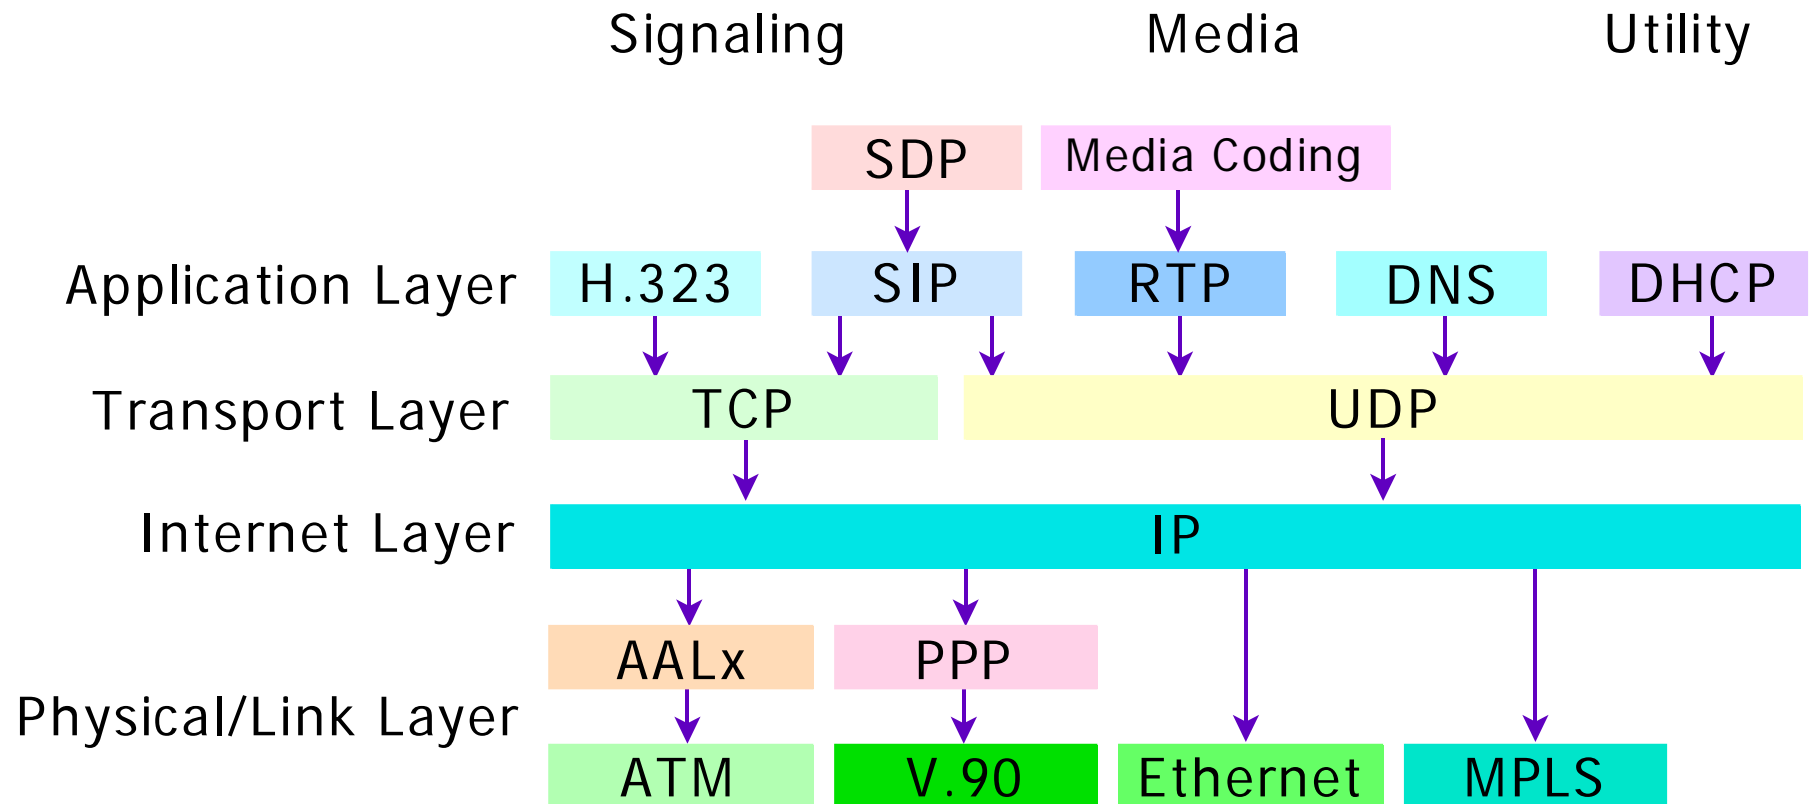 Signaling Media Utility
SDP Media Coding
Application Layer H.323 SIP RTP DNS DHCP
Transport Layer TCP UDP
Internet Layer IP
AALx PPP
Physical/Link Layer
ATM V.90 Ethernet MPLS